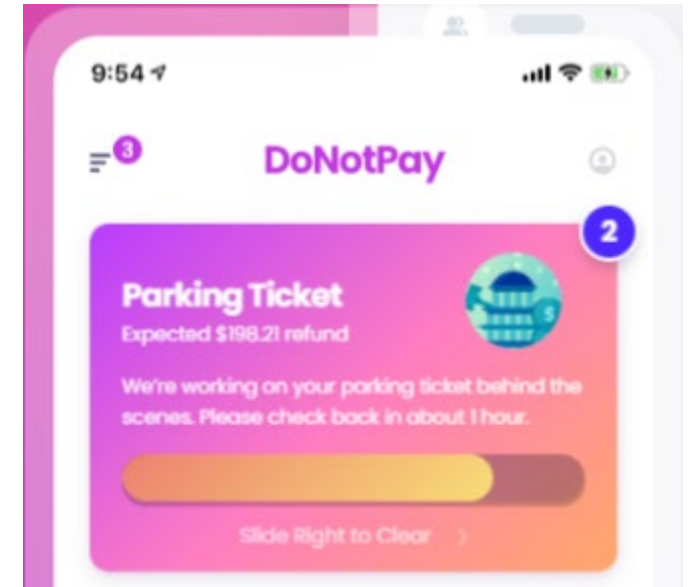 9:54
3
DoNotPay
2
Parking Ticket
Expected $198.21 refund
$
We're working on your parking ticket behind the
scenes. Please check back in about 1 hour.
Slide Right to Clear